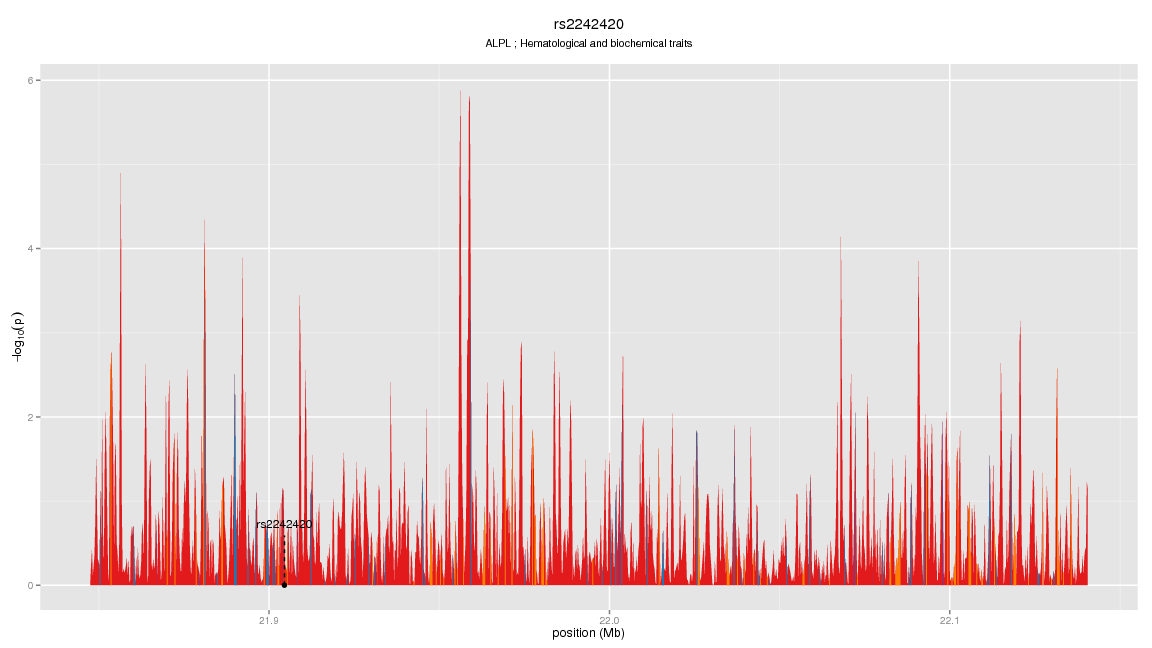 rs2242420
ALPL ; Hematological and biochemical traits
6
4
2
0
−log10(p)
rs2242420
21.9
22.0
22.1
position (Mb)